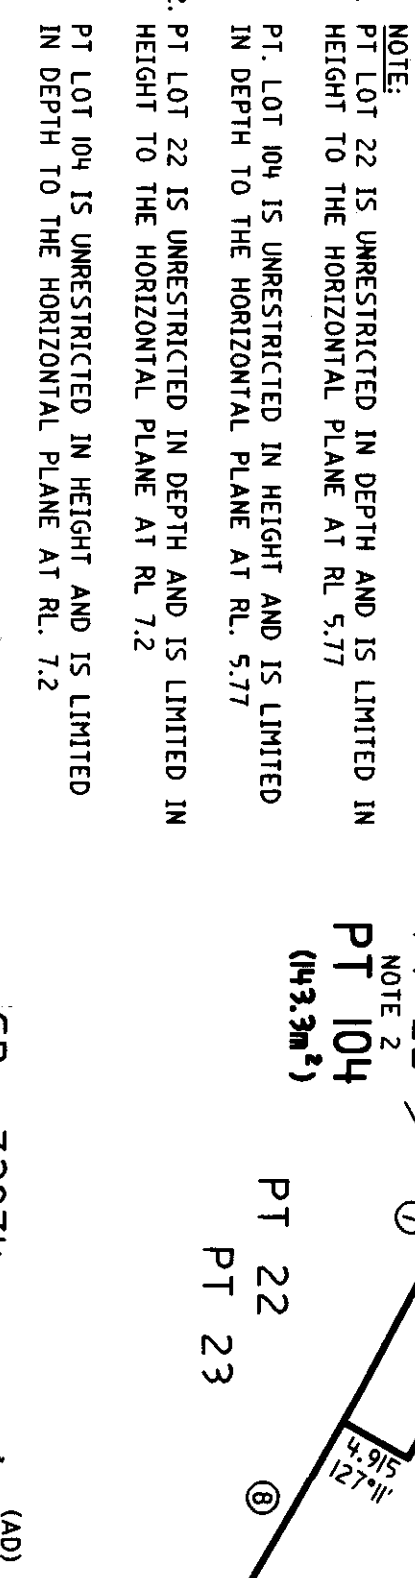 NOTE:
PT LOT 22 IS UNRESTRICTED IN DEPTH AND IS LIMITED IN
HEIGHT TO THE HORIZONTAL PLANE AT RL 5.77
PT. LOT 104 IS UNRESTRICTED IN HEIGHT AND IS LIMITED
IN DEPTH TO THE HORIZONTAL PLANE AT RL. 5.77
2. PT LOT 22 IS UNRESTRICTED IN DEPTH AND IS LIMITED IN
HEIGHT TO THE HORIZONTAL PLANE AT RL 7.2
PT LOT 104 IS UNRESTRICTED IN HEIGHT AND IS LIMITED
IN DEPTH TO THE HORIZONTAL PLANE AT RL. 7.2
NOTE 2
PT 104
(143.3m²)
7
PT 22
PT 23
4.915
127°11'
8
(AD)